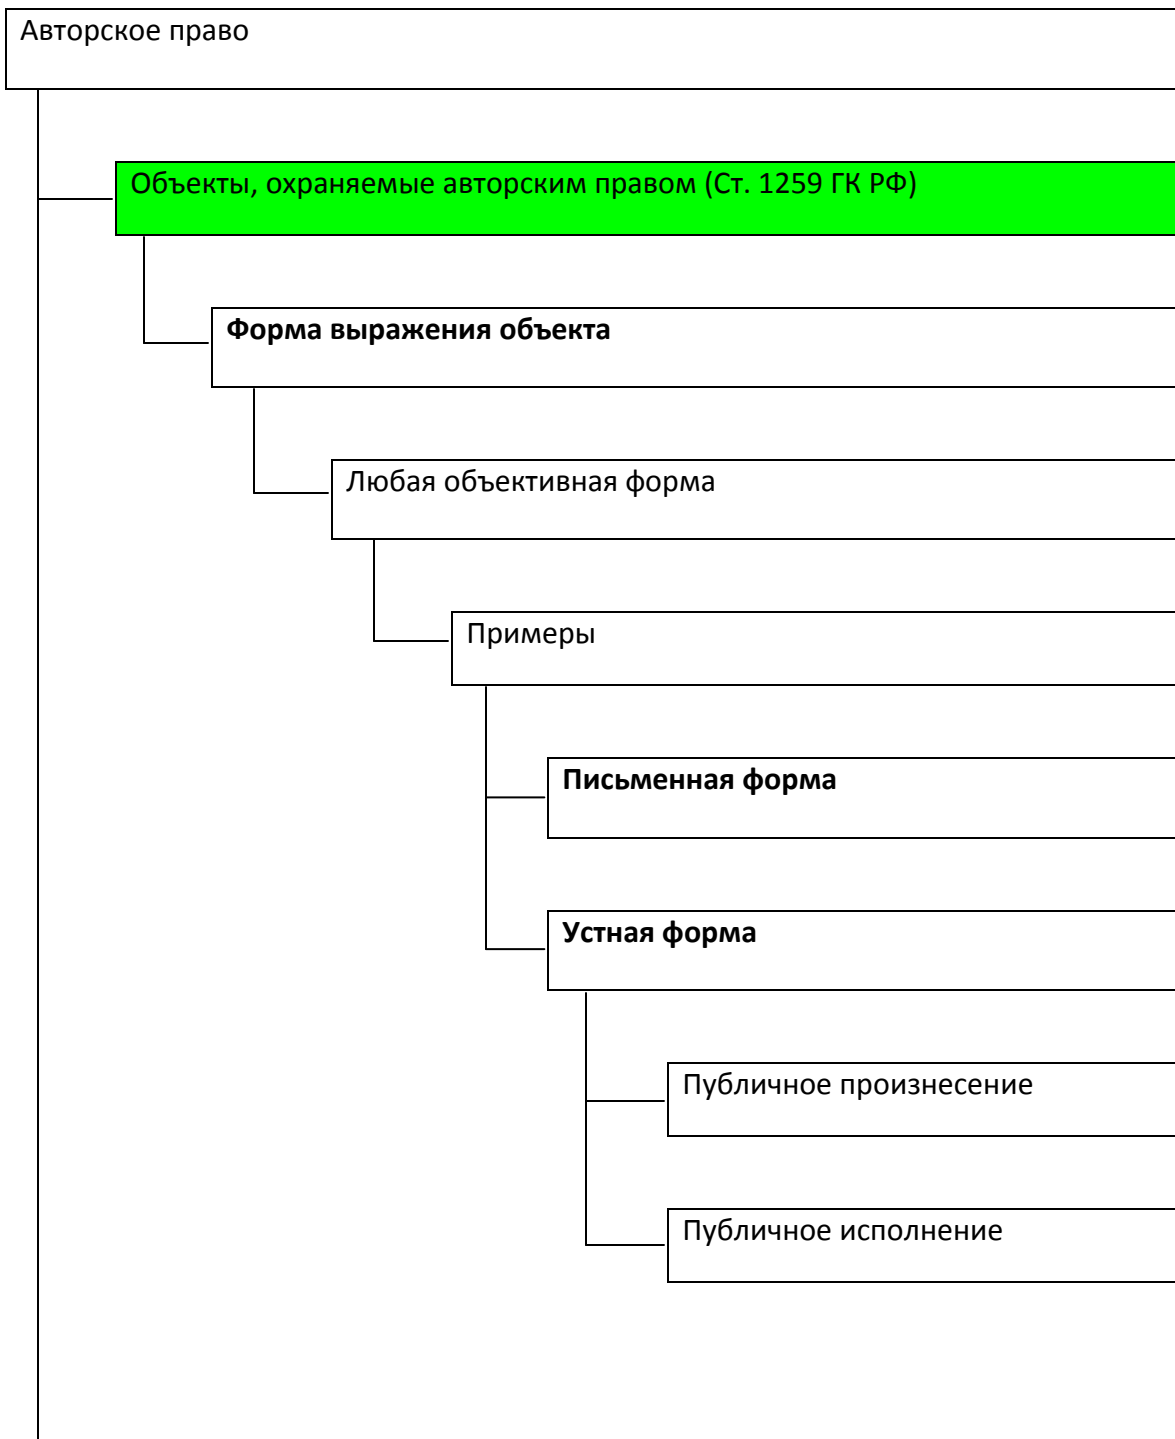 Авторское право
Объекты, охраняемые авторским правом (Ст. 1259 ГК РФ)
Форма выражения объекта
Любая объективная форма
Примеры
Письменная форма
Устная форма
Публичное произнесение
Публичное исполнение